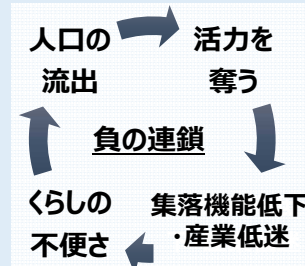 人口の
流出
活力を
奪う
負の連鎖
くらしの
不便さ
集落機能低下
・産業低迷